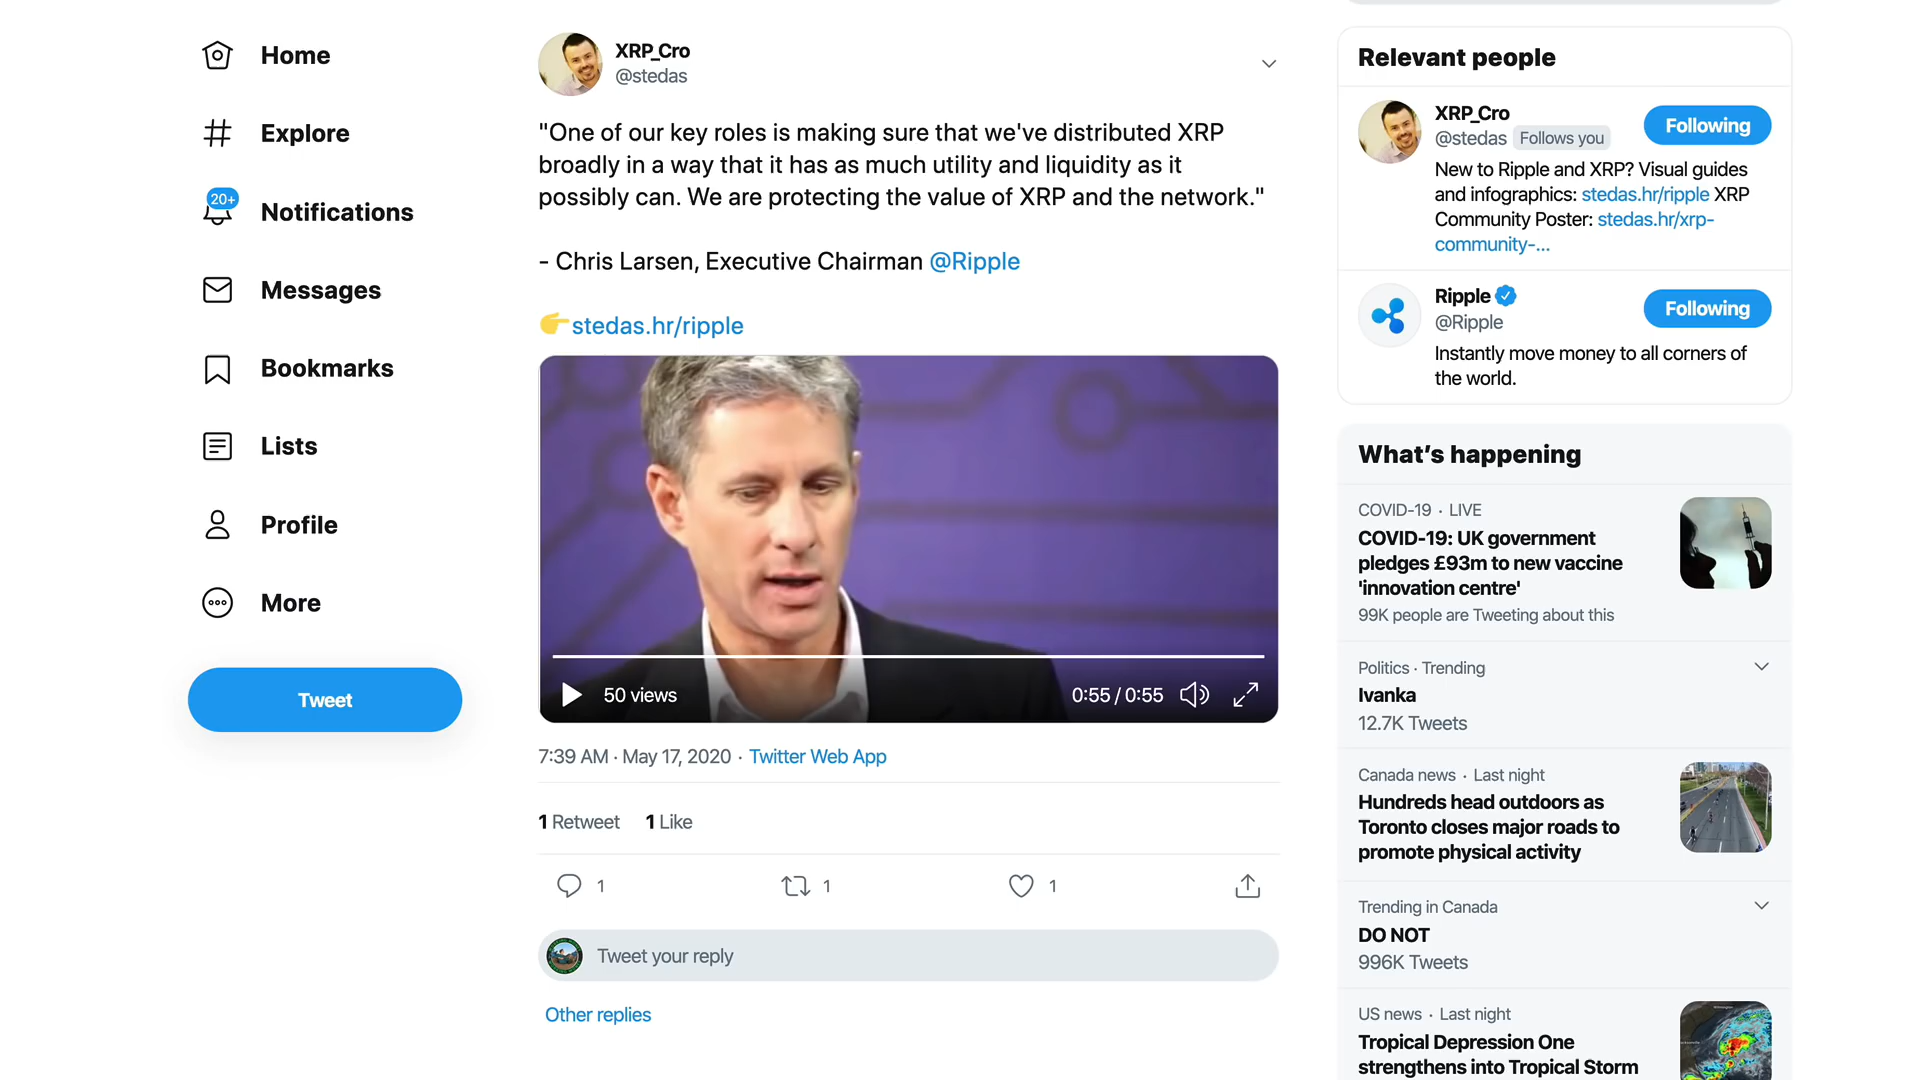 Home
Explore
20+
Notifications
Messages
Bookmarks
Lists
Profile
More
Tweet
XRP_Cro
@stedas
"One of our key roles is making sure that we've distributed XRP
broadly in a way that it has as much utility and liquidity as it
possibly can. We are protecting the value of XRP and the network."
- Chris Larsen, Executive Chairman @Ripple
👉stedas.hr/ripple
50 views
0:55 / 0:55
7:39 AM · May 17, 2020 · Twitter Web App
1 Retweet 1 Like
1 1 1
Tweet your reply
Other replies
Relevant people
XRP_Cro
@stedas Follows you
Following
New to Ripple and XRP? Visual guides
and infographics: stedas.hr/ripple XRP
Community Poster: stedas.hr/xrp-
community-...
Ripple
@Ripple
Following
Instantly move money to all corners of
the world.
What's happening
COVID-19 · LIVE
COVID-19: UK government
pledges £93m to new vaccine
'innovation centre'
99K people are Tweeting about this
Politics · Trending
Ivanka
12.7K Tweets
Canada news · Last night
Hundreds head outdoors as
Toronto closes major roads to
promote physical activity
Trending in Canada
DO NOT
996K Tweets
US news · Last night
Tropical Depression One
strengthens into Tropical Storm